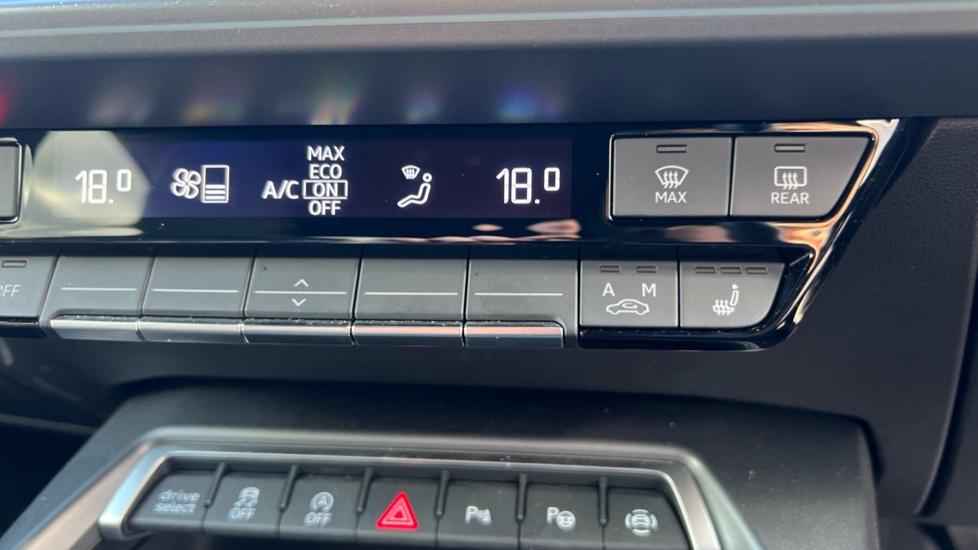 18.0
A/C
MAX
ECO
ON
OFF
18.0
MAX
REAR
OFF
A M
drive select
OFF
OFF
P
P